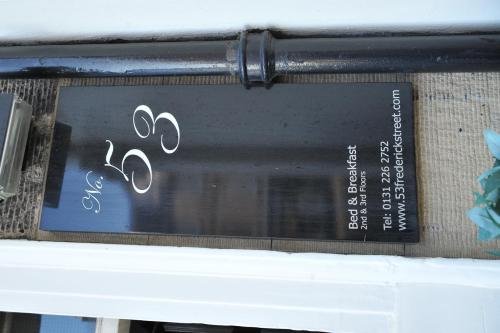 No. 53
Bed & Breakfast
2nd & 3rd Floors
Tel: 0131 226 2752
www.53frederickstreet.com